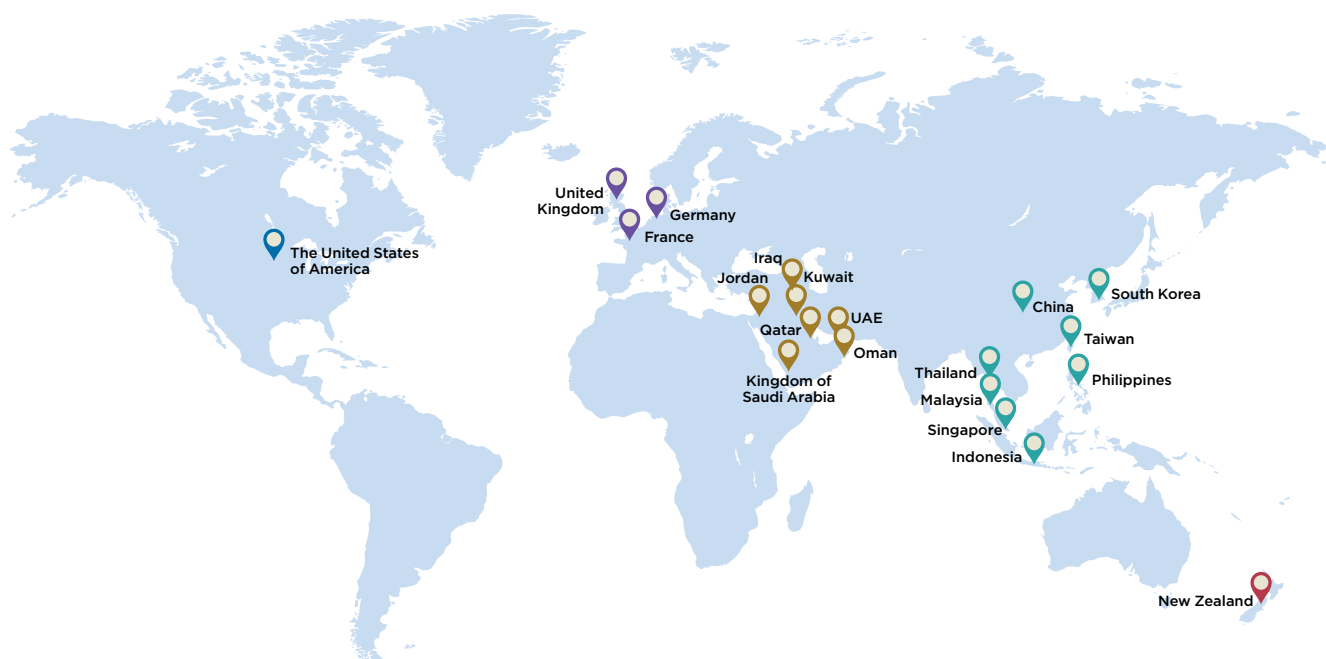 United
Kingdom
Germany
France
The United States
of America
Iraq
Jordan
Kuwait
Qatar
UAE
Oman
Kingdom of
Saudi Arabia
China
South Korea
Taiwan
Thailand
Philippines
Malaysia
Singapore
Indonesia
New Zealand